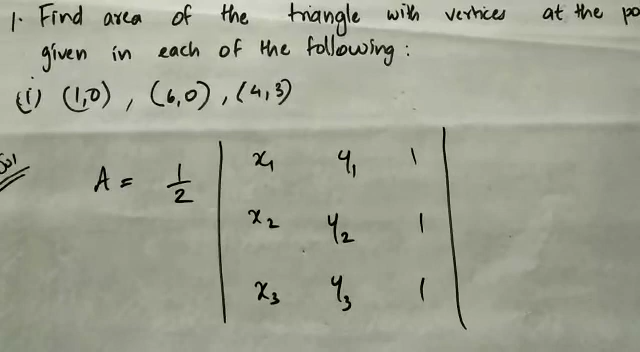 1. Find area of the triangle with vertices at the po
given in each of the following :
(i) (1,0) , (6,0) , (4,3)
Sol
A = 1/2 | x₁ y₁ 1 |
x₂ y₂ 1
x₃ y₃ 1